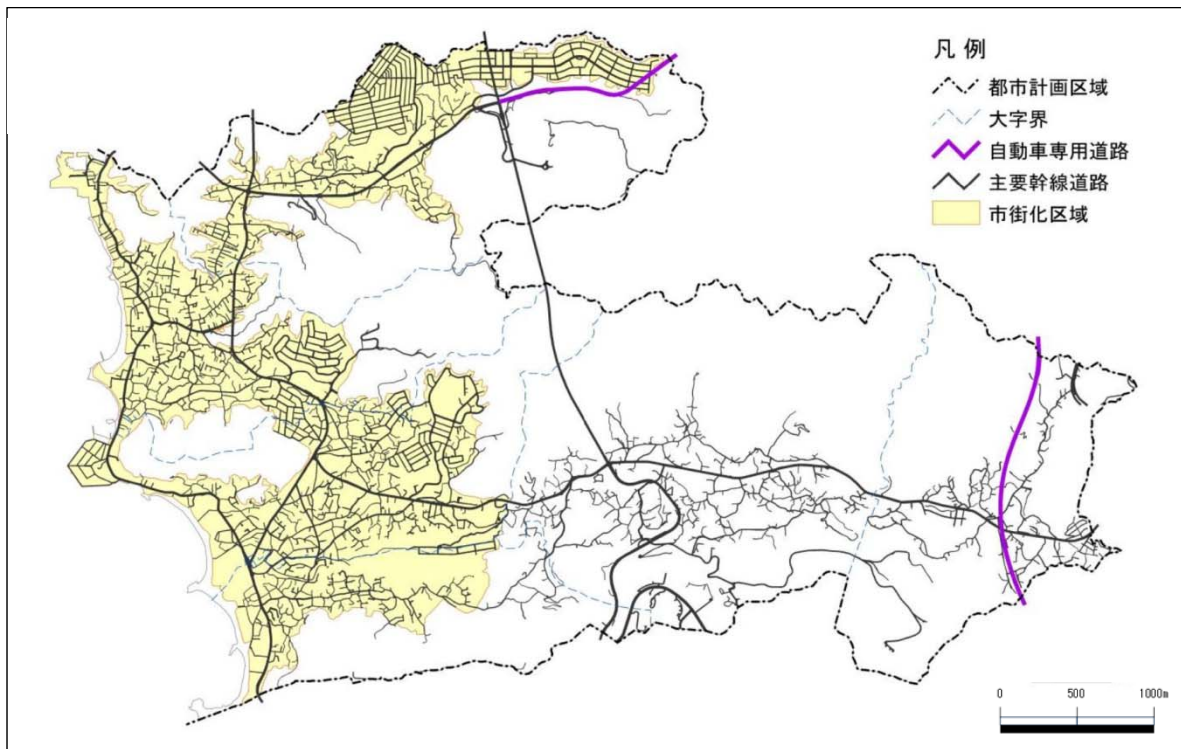 凡 例
都市計画区域
大字界
自動車専用道路
主要幹線道路
市街化区域
0 500 1000m